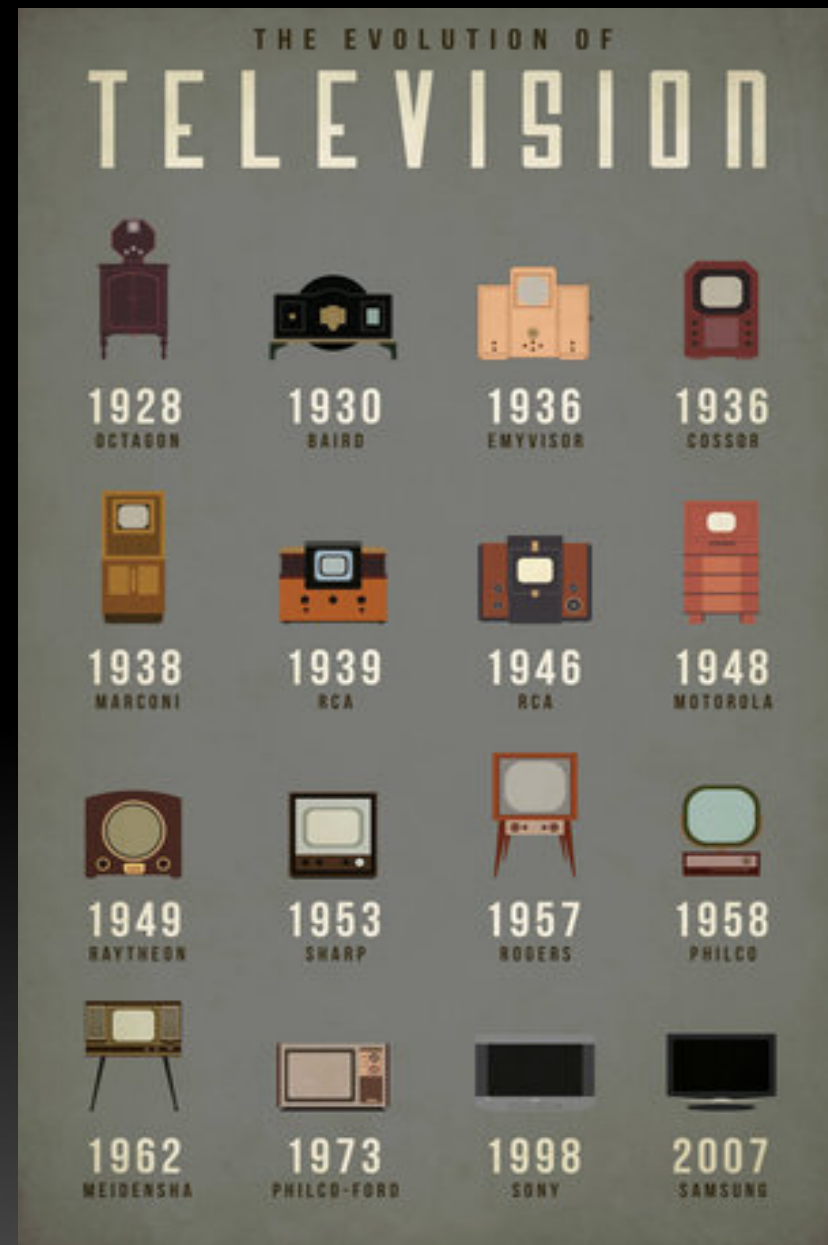 THE EVOLUTION OF
TELEVISION
1928 1930 1936 1936
OCTAGON BAIRD EMYVISOR COSSOR
1938 1939 1946 1948
MARCONI RCA RCA MOTOROLA
1949 1953 1957 1958
RAYTHEON SHARP ROGERS PHILCO
1962 1973 1998 2007
MEIDENSHA PHILCO-FORD SONY SAMSUNG